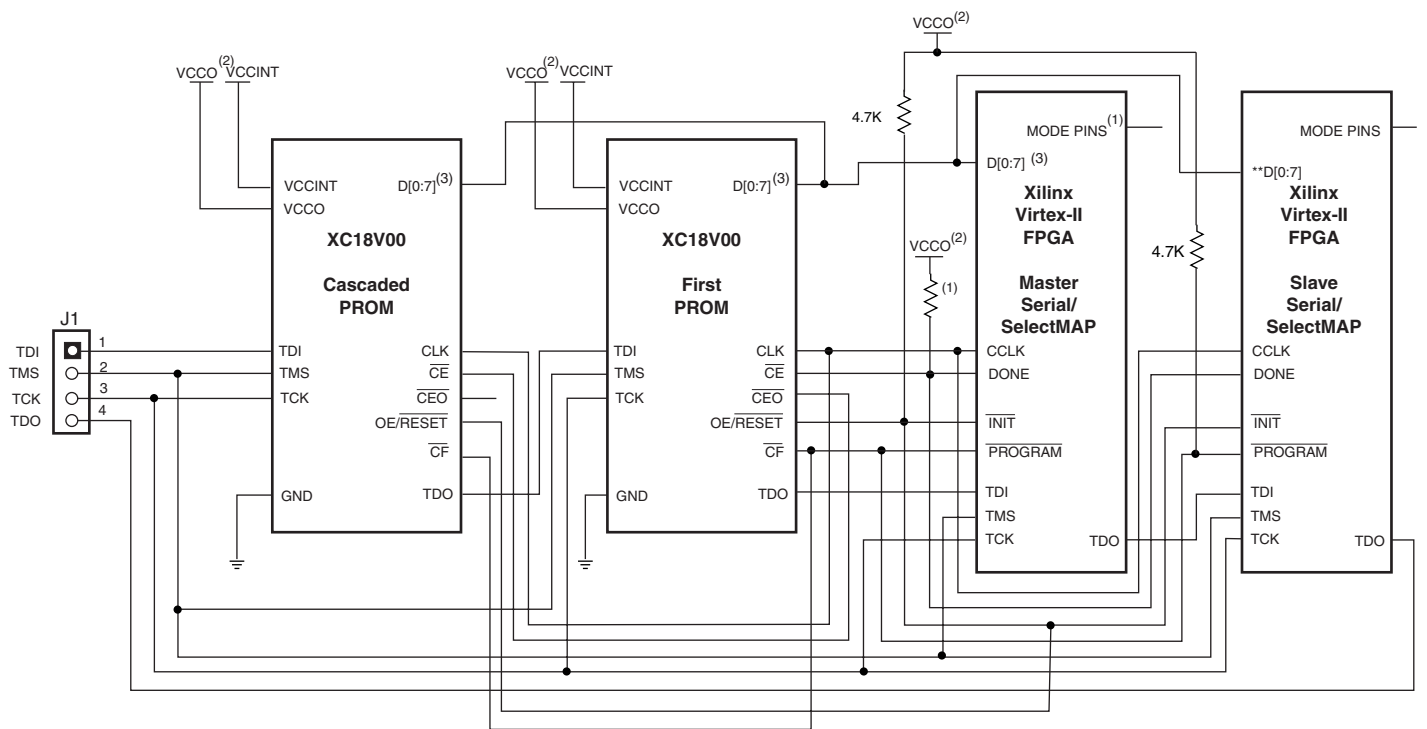 VCCO(2)
VCCO(2) VCCINT
VCCO(2) VCCINT
4.7K
VCCINT
VCCO
D[0:7](3)
XC18V00
Cascaded
PROM
TDI
TMS
TCK
CLK
CE
CEO
OE/RESET
CF
GND
TDO
VCCINT
VCCO
D[0:7](3)
XC18V00
First
PROM
TDI
TMS
TCK
CLK
CE
CEO
OE/RESET
CF
GND
TDO
VCCO(2)
(1)
MODE PINS(1)
D[0:7](3)
Xilinx
Virtex-II
FPGA
Master
Serial/
SelectMAP
CCLK
DONE
INIT
PROGRAM
TDI
TMS
TCK
TDO
4.7K
MODE PINS
**D[0:7]
Xilinx
Virtex-II
FPGA
Slave
Serial/
SelectMAP
CCLK
DONE
INIT
PROGRAM
TDI
TMS
TCK
TDO
J1
TDI 1
TMS 2
TCK 3
TDO 4